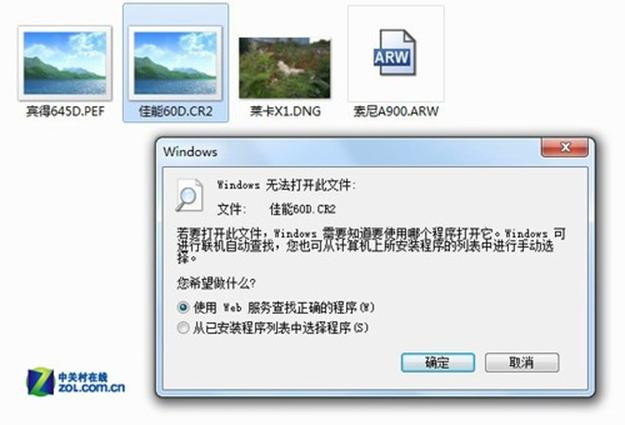 宾得645D.PEF
佳能60D.CR2
莱卡X1.DNG
ARW
索尼A900.ARW
Windows
Windows 无法打开此文件:
文件: 佳能60D.CR2
若要打开此文件，Windows 需要知道要使用哪个程序打开它。Windows 可
进行联机自动查找，您也可从计算机上所安装程序的列表中进行手动选
择。
您希望做什么?
使用 Web 服务查找正确的程序(W)
从已安装程序列表中选择程序(S)
确定
取消
中关村在线
ZOL.COM.CN